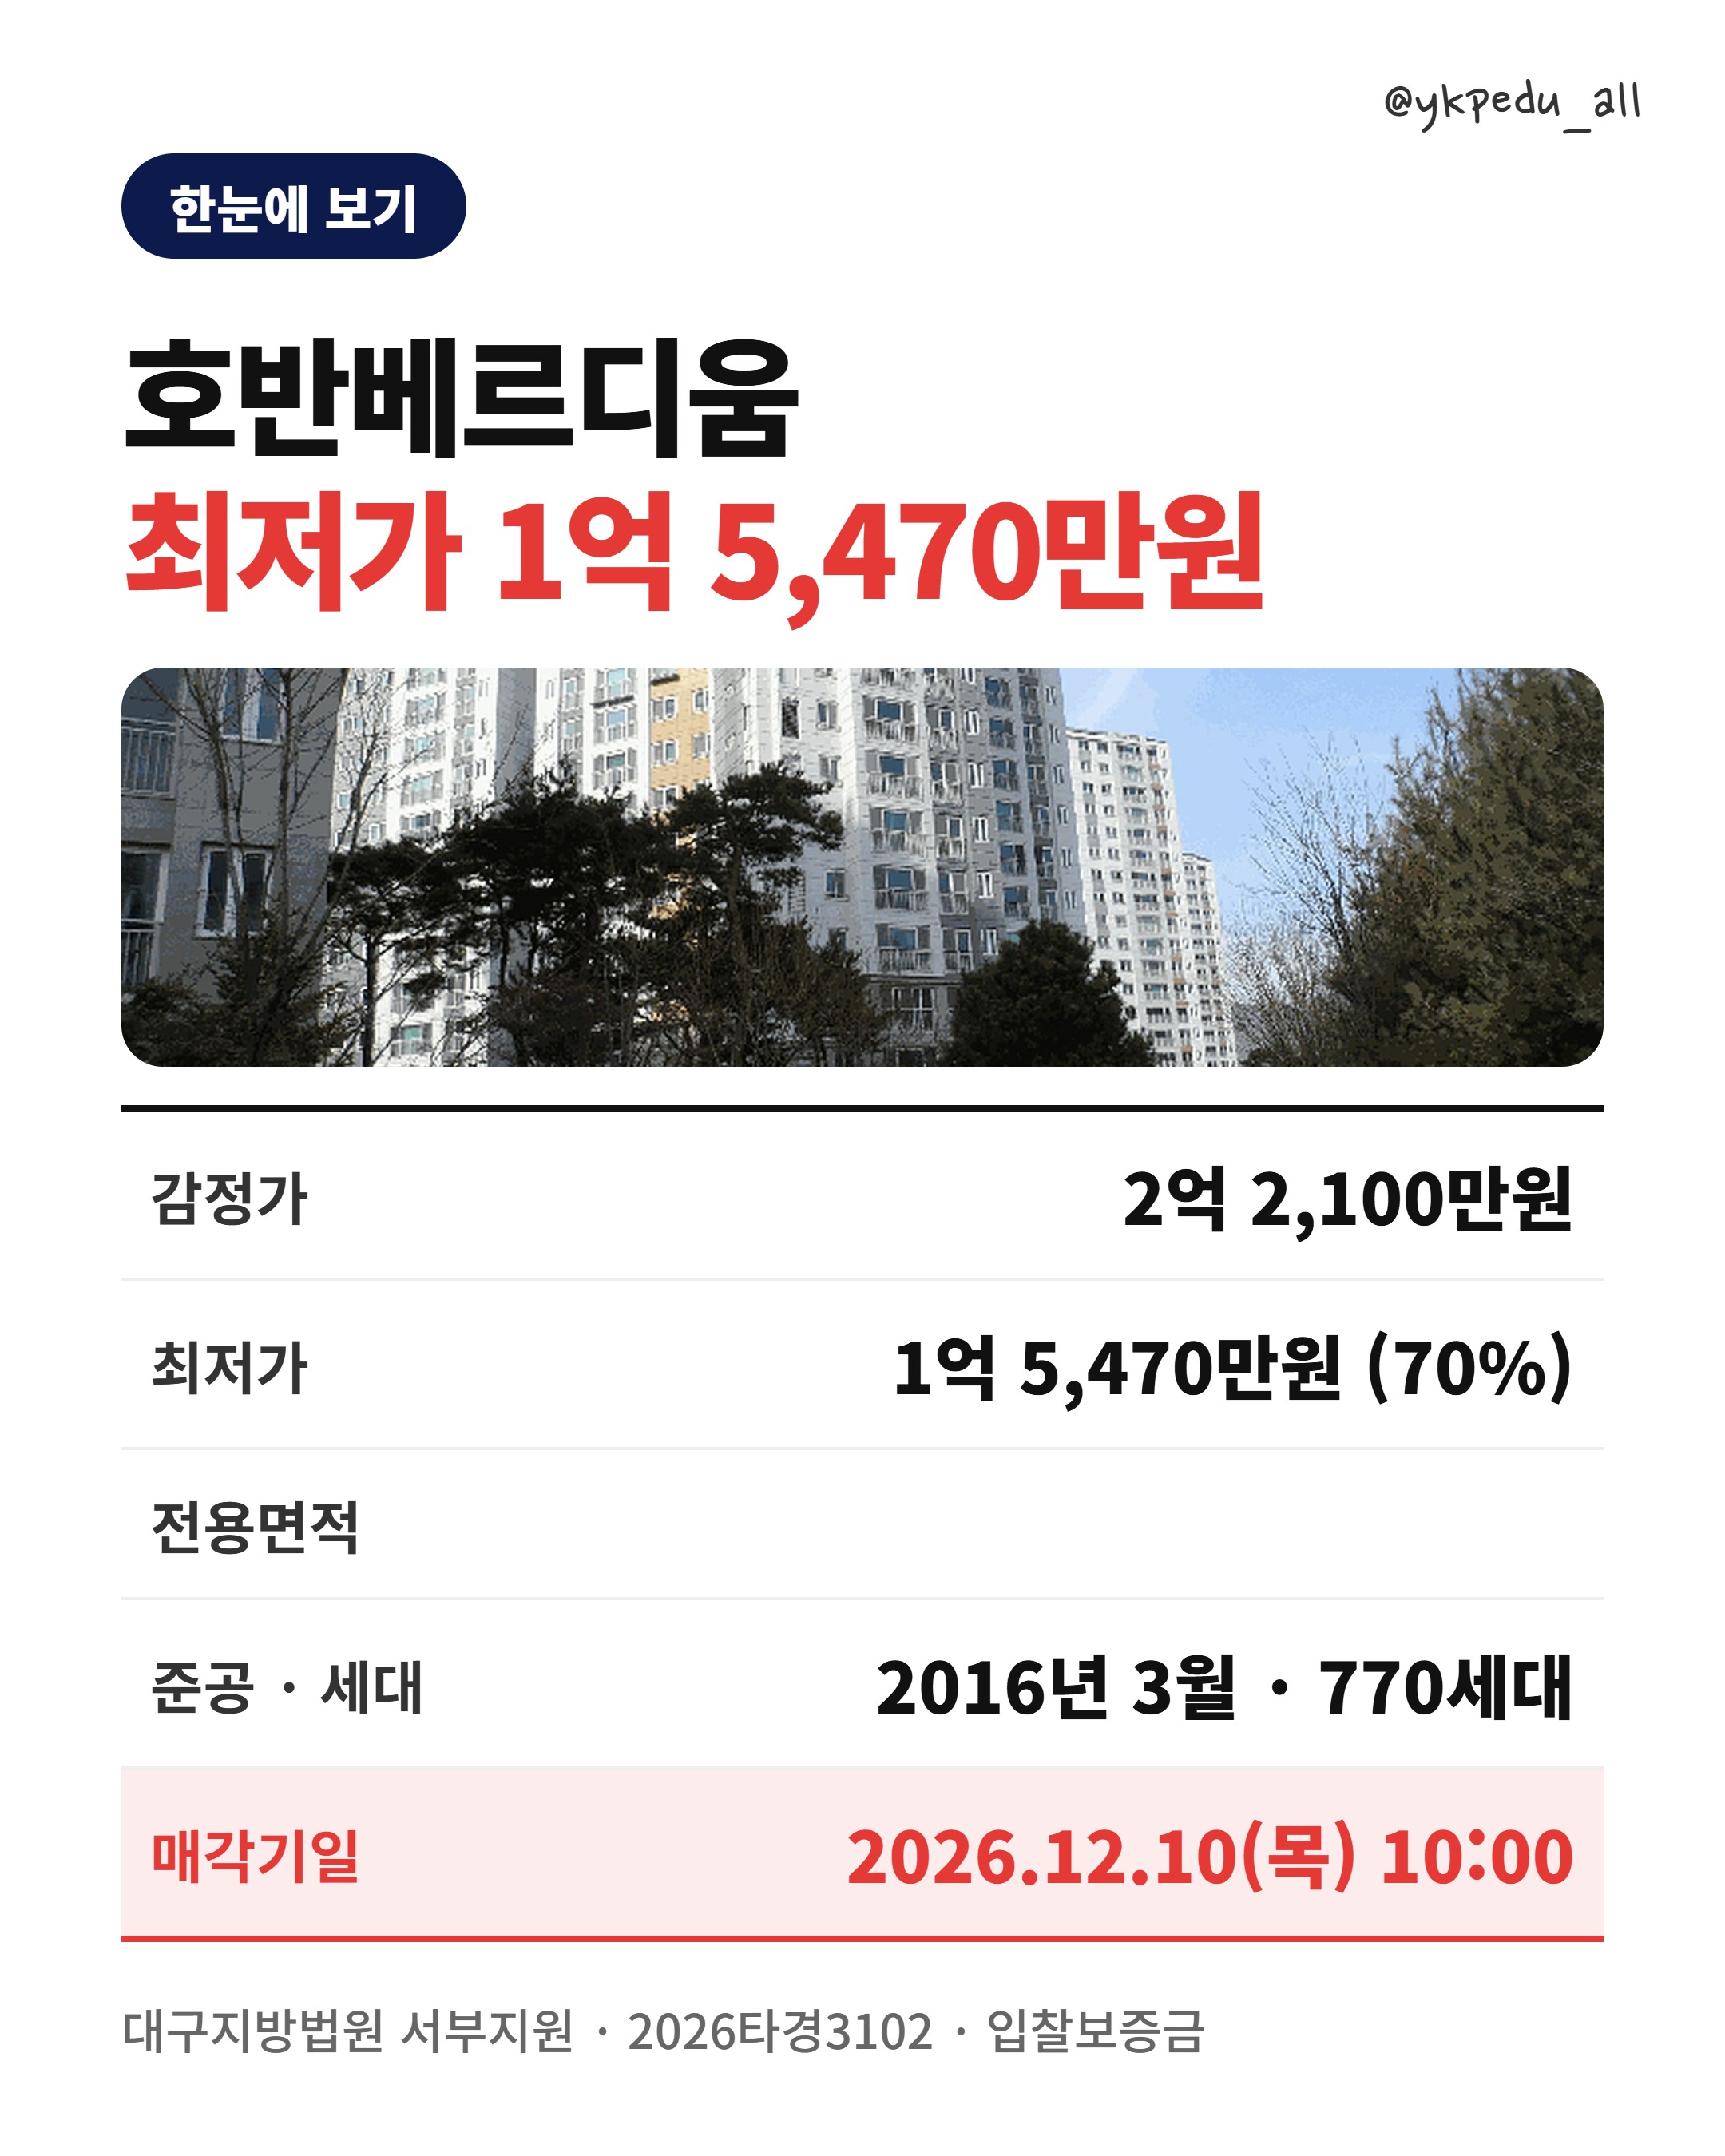 @ykpedu_all
한눈에 보기
호반베르디움
최저가 1억 5,470만원
감정가 2억 2,100만원
최저가 1억 5,470만원 (70%)
전용면적
준공 · 세대 2016년 3월 · 770세대
매각기일 2026.12.10(목) 10:00
대구지방법원 서부지원 · 2026타경3102 · 입찰보증금